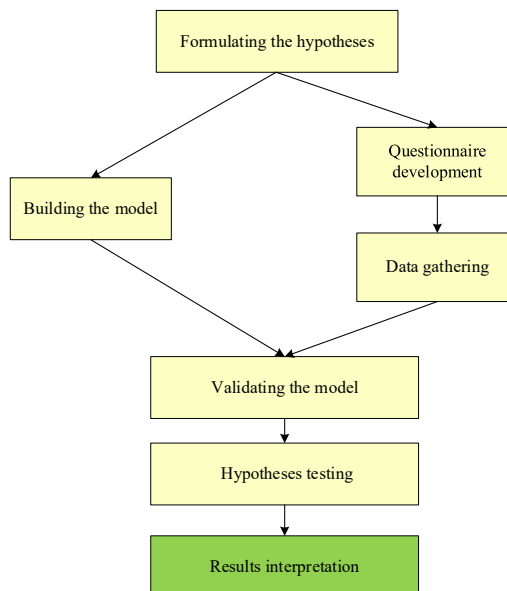 Formulating the hypotheses
Questionnaire
development
Building the model
Data gathering
Validating the model
Hypotheses testing
Results interpretation